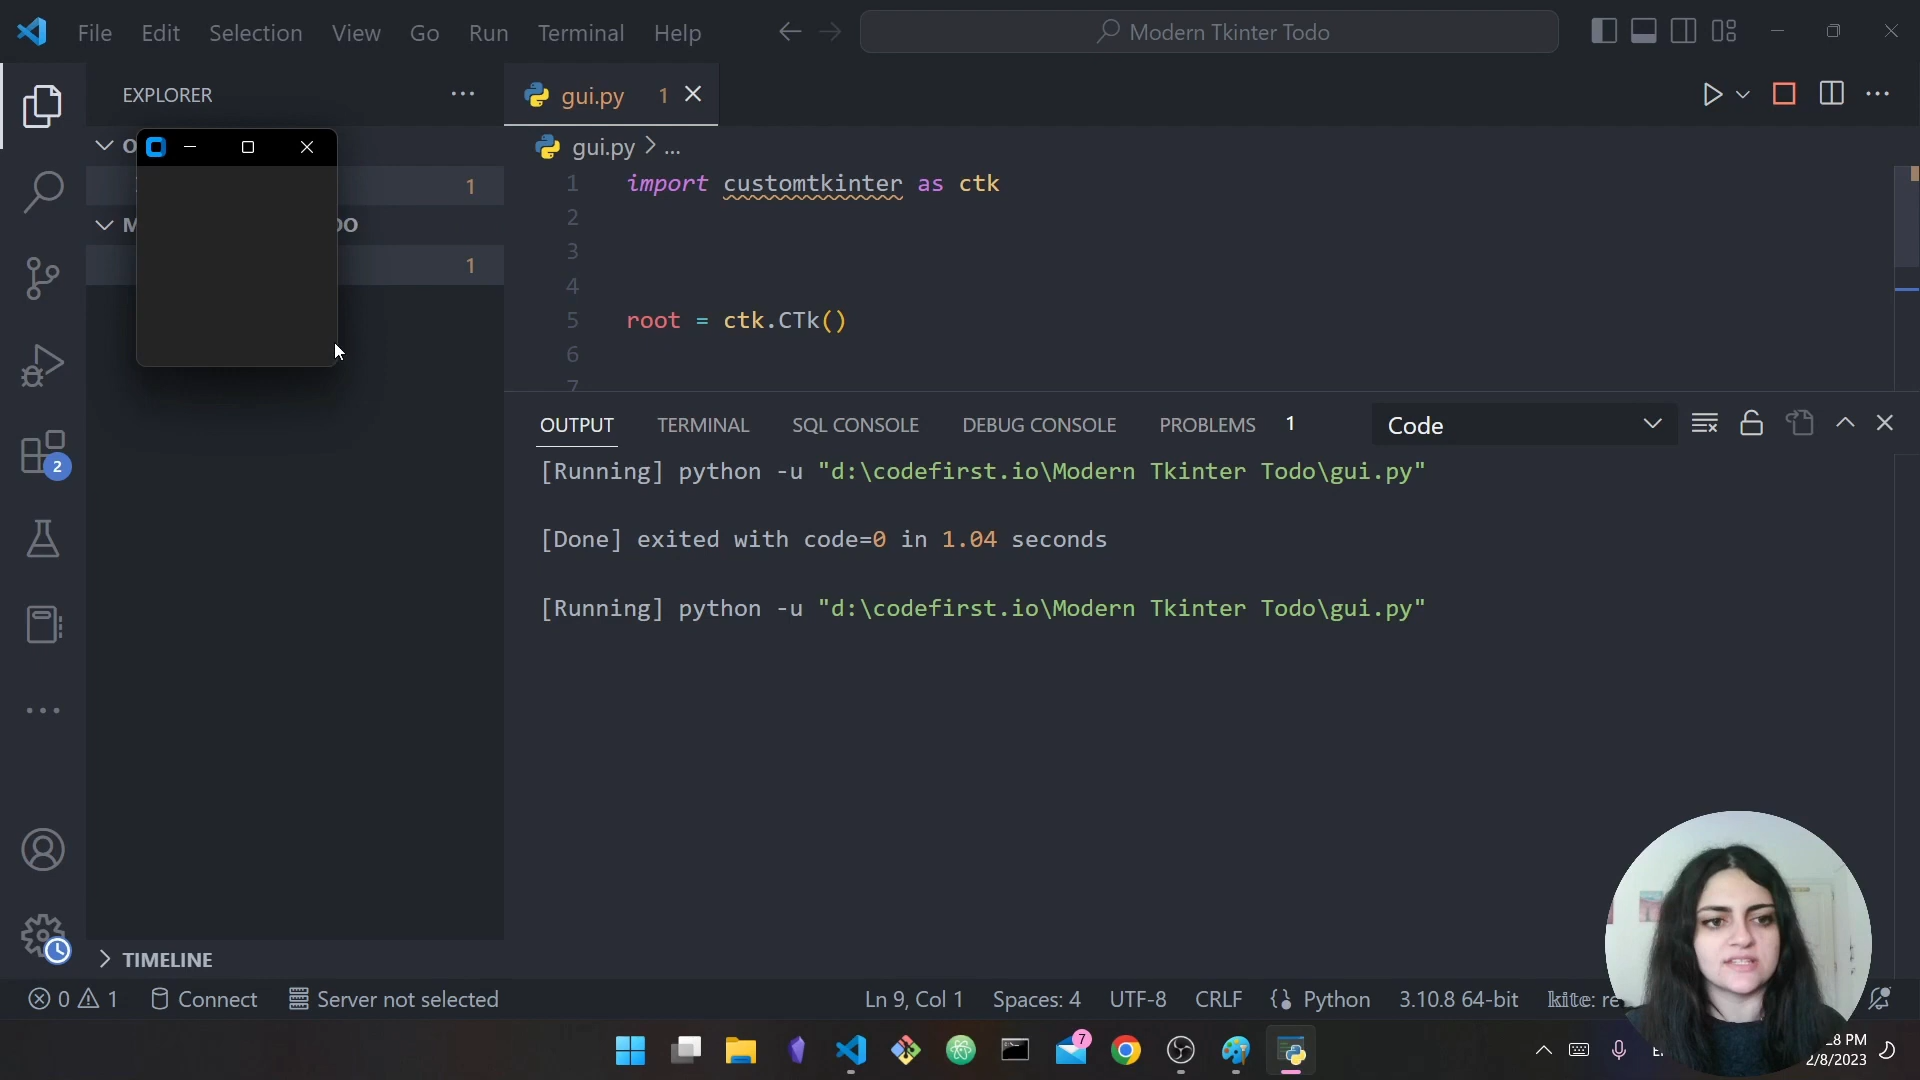 File Edit Selection View Go Run Terminal Help
Modern Tkinter Todo
EXPLORER
gui.py 1
gui.py > ...
1
DO
1
1 import customtkinter as ctk
2
3
4
5 root = ctk.CTk()
6
7
OUTPUT TERMINAL SQL CONSOLE DEBUG CONSOLE PROBLEMS 1
Code
[Running] python -u "d:\codefirst.io\Modern Tkinter Todo\gui.py"
[Done] exited with code=0 in 1.04 seconds
[Running] python -u "d:\codefirst.io\Modern Tkinter Todo\gui.py"
2
TIMELINE
0 1 Connect Server not selected
Ln 9, Col 1 Spaces: 4 UTF-8 CRLF Python 3.10.8 64-bit kite:
7
8 PM
2/8/2023